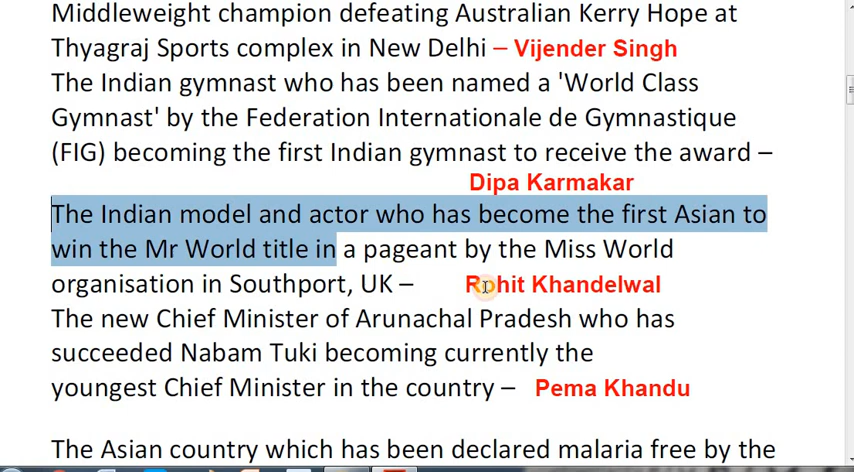 Middleweight champion defeating Australian Kerry Hope at
Thyagraj Sports complex in New Delhi – Vijender Singh
The Indian gymnast who has been named a 'World Class
Gymnast' by the Federation Internationale de Gymnastique
(FIG) becoming the first Indian gymnast to receive the award –
Dipa Karmakar
The Indian model and actor who has become the first Asian to
win the Mr World title in a pageant by the Miss World
organisation in Southport, UK – Rohit Khandelwal
The new Chief Minister of Arunachal Pradesh who has
succeeded Nabam Tuki becoming currently the
youngest Chief Minister in the country – Pema Khandu
The Asian country which has been declared malaria free by the